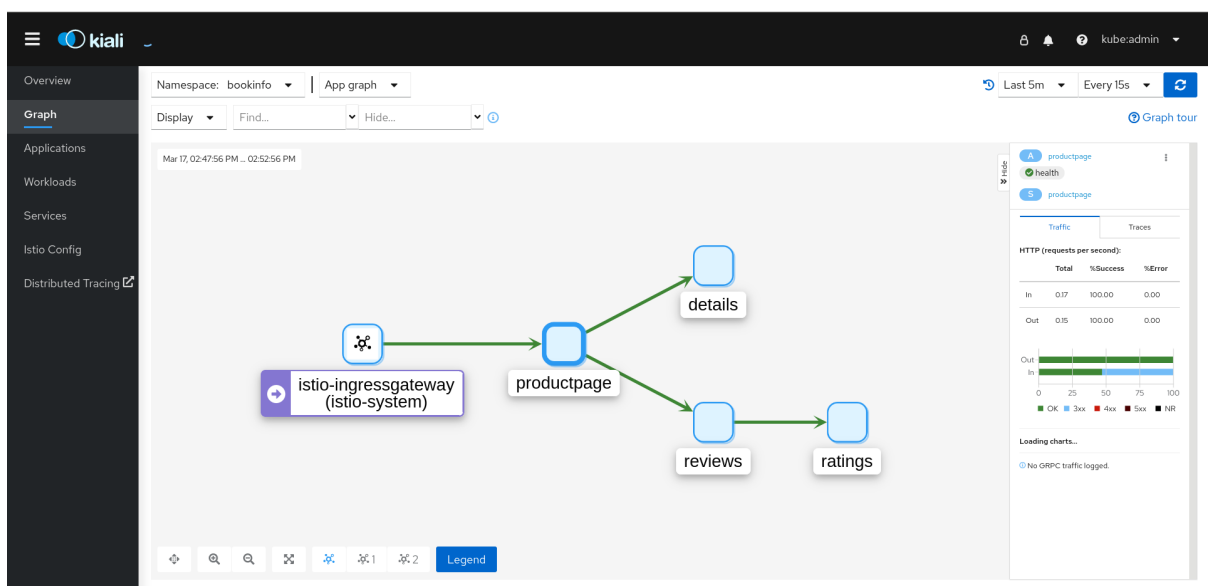 kiali
kube:admin
Overview
Graph
Applications
Workloads
Services
Istio Config
Distributed Tracing
Namespace: bookinfo
App graph
Last 5m
Every 15s
Display
Find...
Hide...
Graph tour
Mar 17, 02:47:56 PM ... 02:52:56 PM
Hide
details
productpage
istio-ingressgateway
(istio-system)
reviews
ratings
1
2
Legend
A productpage
health
S productpage
Traffic Traces
HTTP (requests per second):
Total %Success %Error
In 0.17 100.00 0.00
Out 0.15 100.00 0.00
Out
In
0 25 50 75 100
OK 3xx 4xx 5xx NR
Loading charts...
No GRPC traffic logged.